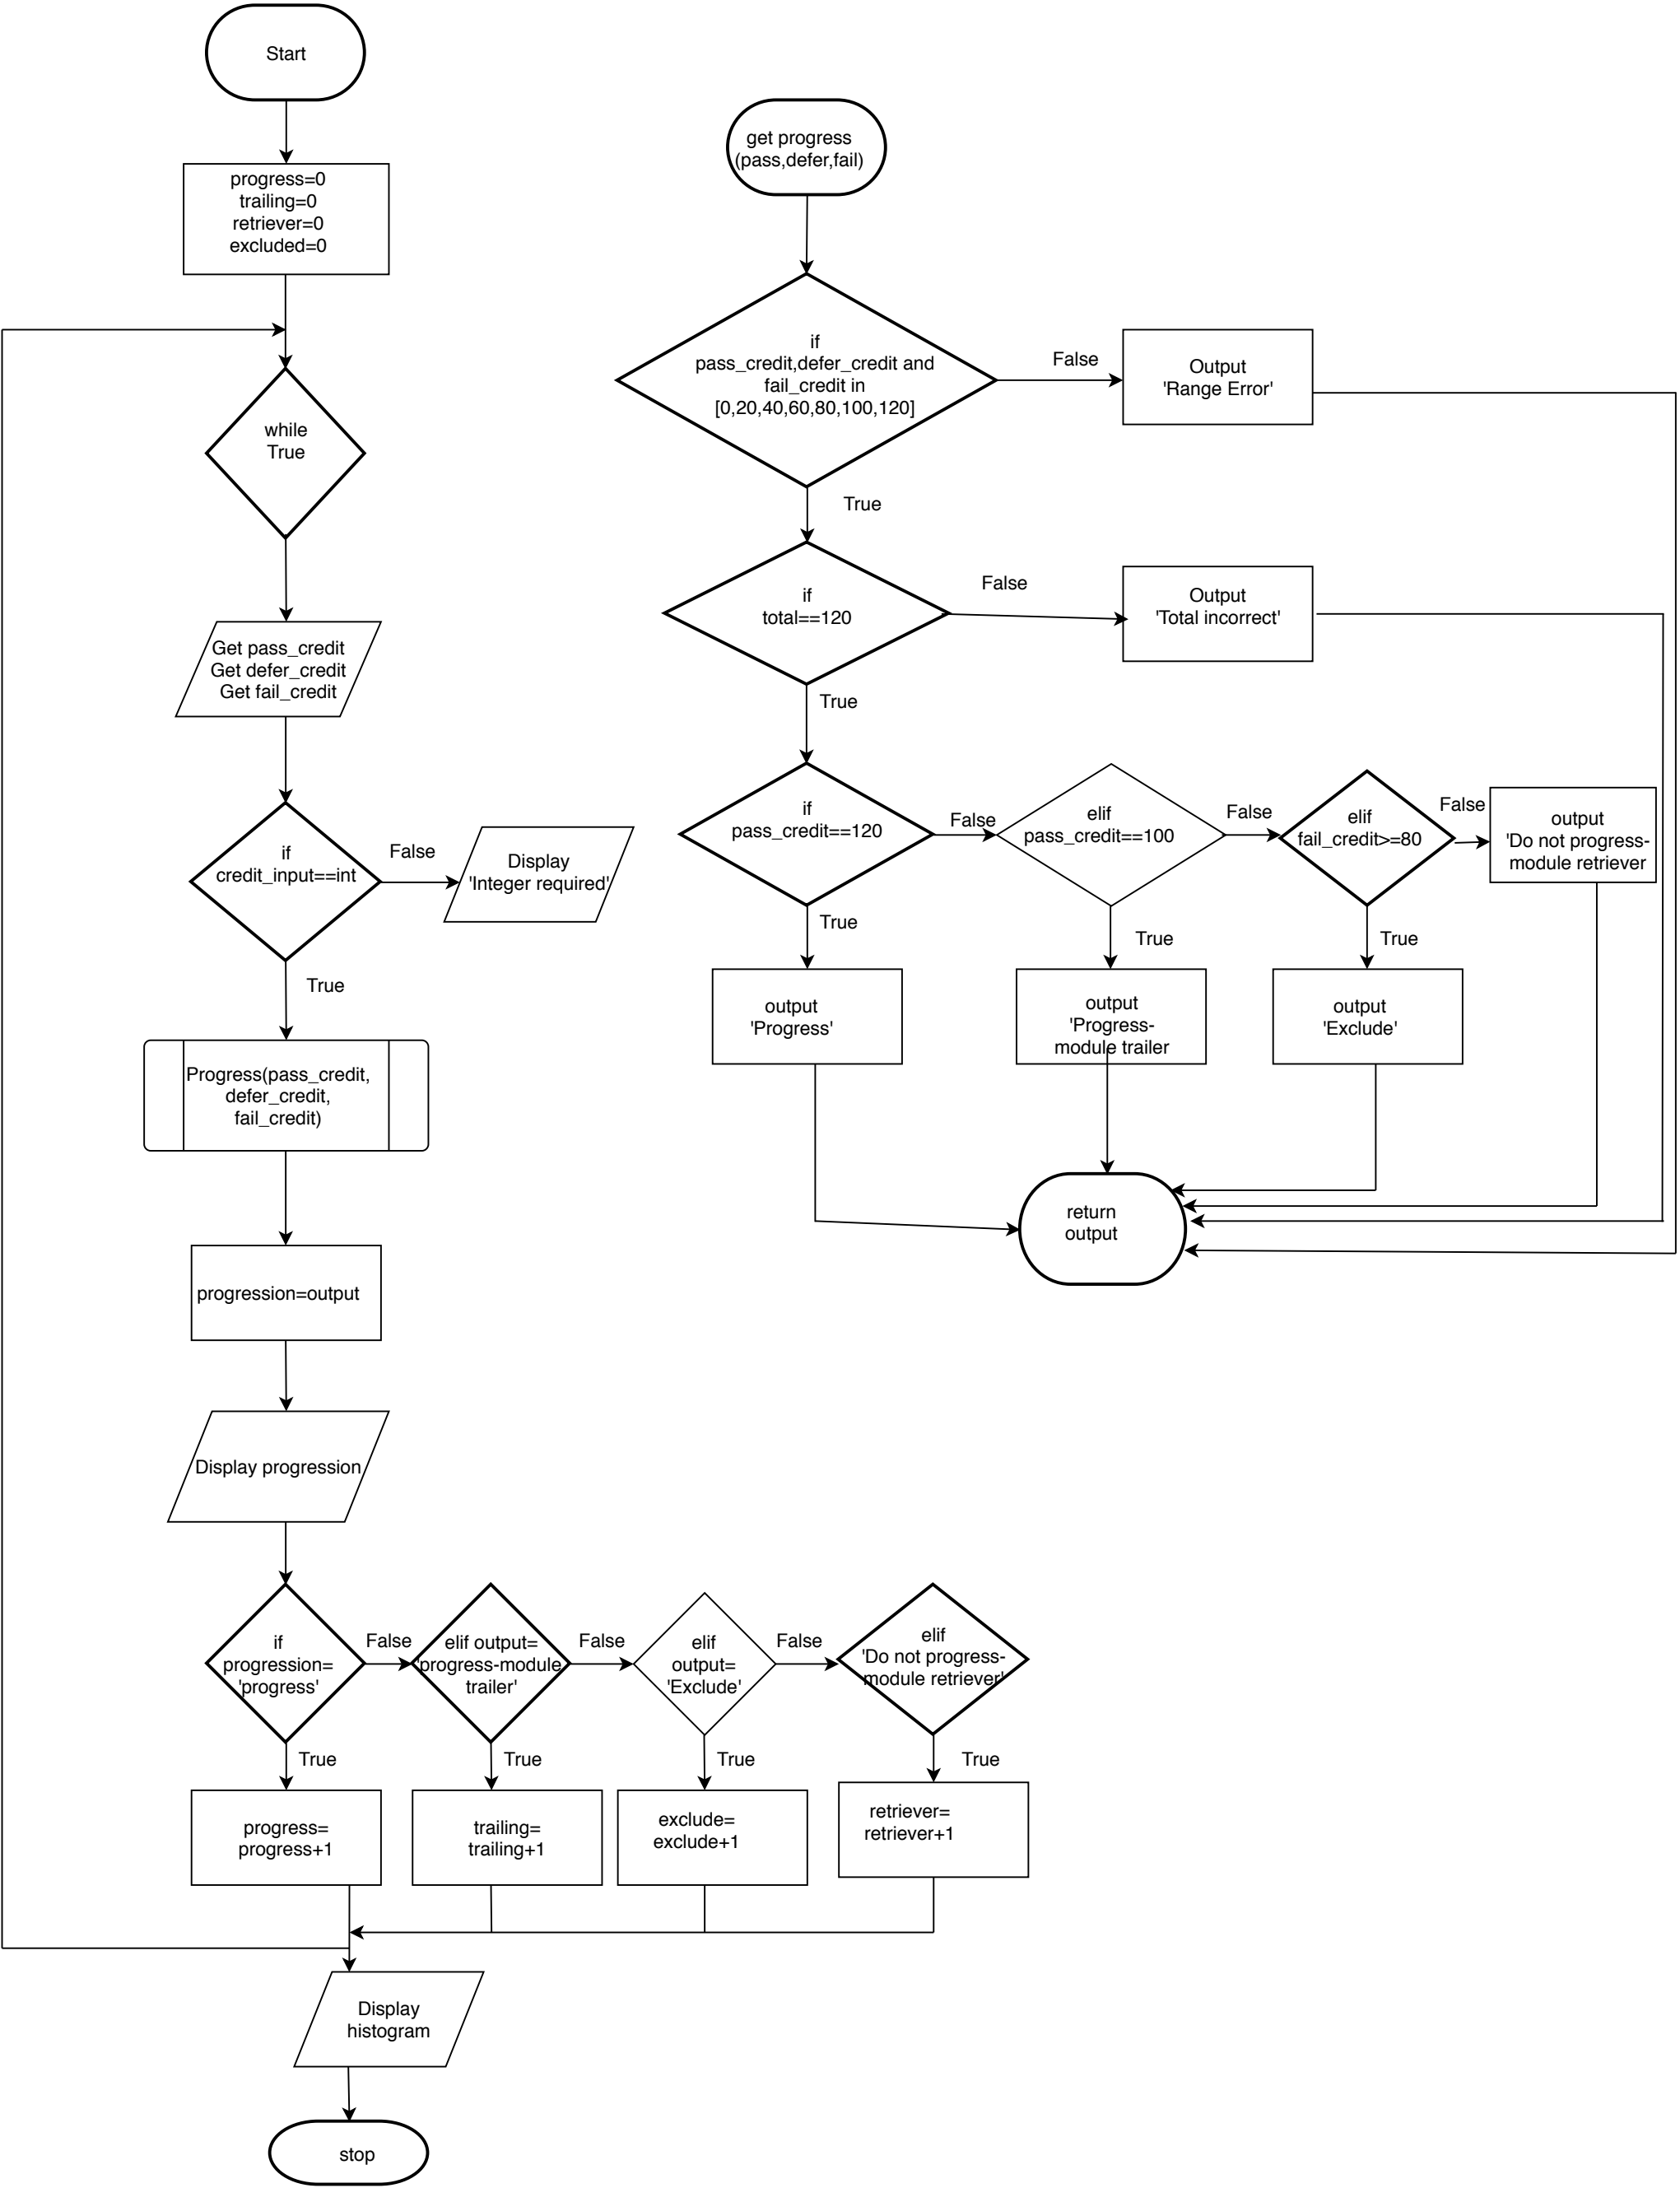 Start
progress=0
trailing=0
retriever=0
excluded=0
while
True
Get pass_credit
Get defer_credit
Get fail_credit
if
credit_input==int
False
Display
'Integer required'
True
Progress(pass_credit,
defer_credit,
fail_credit)
progression=output
Display progression
if
progression=
'progress'
False
elif output=
'progress-module
trailer'
False
elif
output=
'Exclude'
False
elif
'Do not progress-
module retriever'
True
True
True
True
progress=
progress+1
trailing=
trailing+1
exclude=
exclude+1
retriever=
retriever+1
Display
histogram
stop
get progress
(pass,defer,fail)
if
pass_credit,defer_credit and
fail_credit in
[0,20,40,60,80,100,120]
False
Output
'Range Error'
True
if
total==120
False
Output
'Total incorrect'
True
if
pass_credit==120
False
elif
pass_credit==100
False
elif
fail_credit>=80
False
output
'Do not progress-
module retriever
True
True
True
output
'Progress'
output
'Progress-
module trailer
output
'Exclude'
return
output